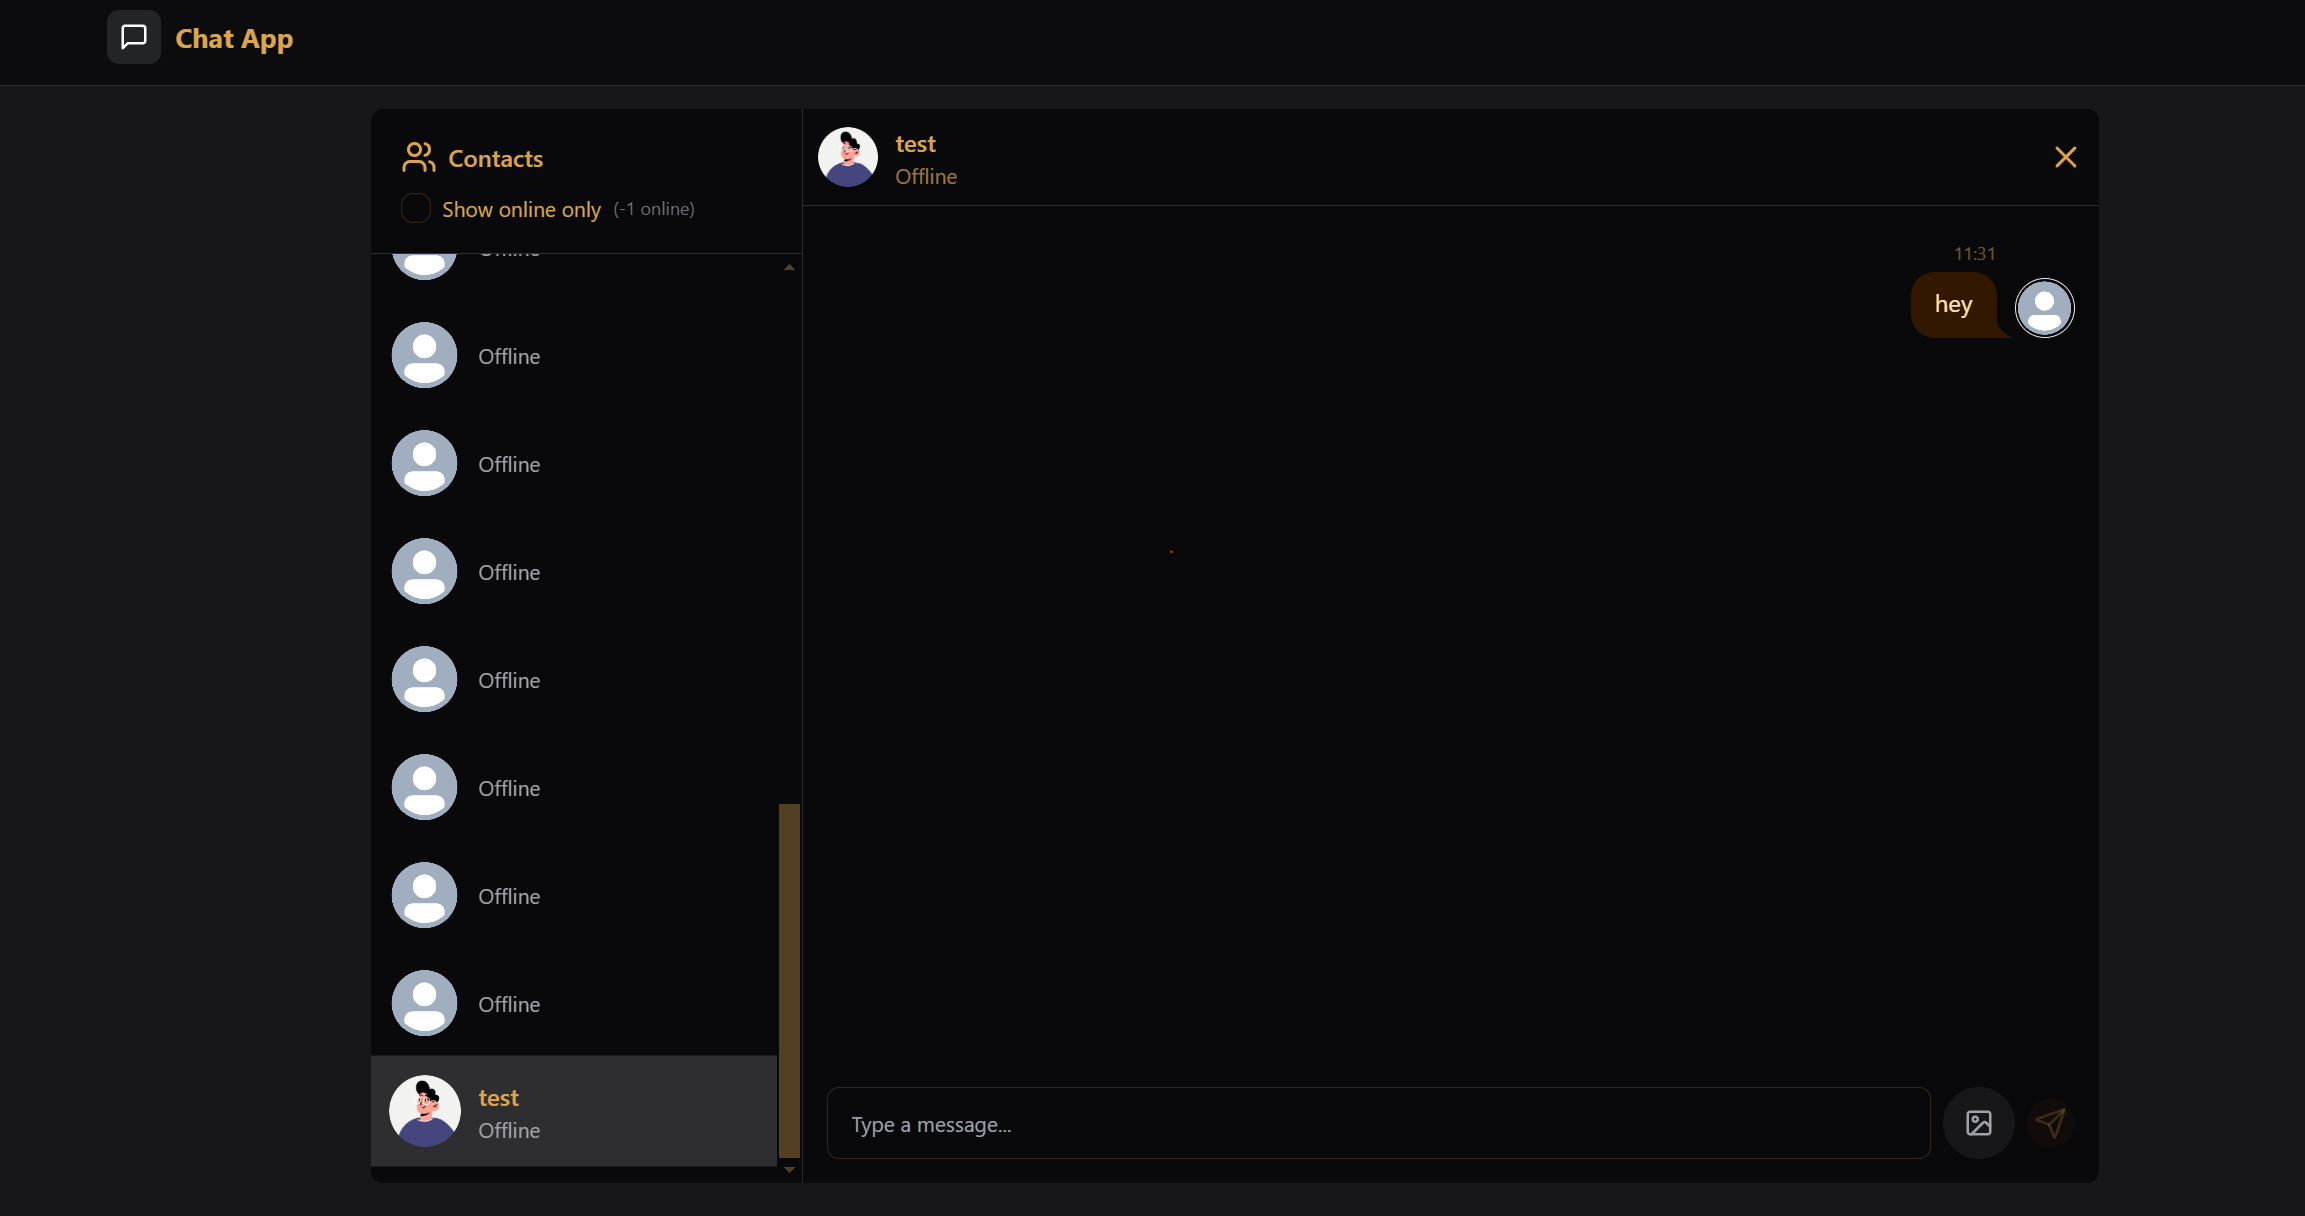 Chat App
Contacts
Show online only (-1 online)
Offline
Offline
Offline
Offline
Offline
Offline
Offline
test
Offline
test
Offline
11:31
hey
Type a message...